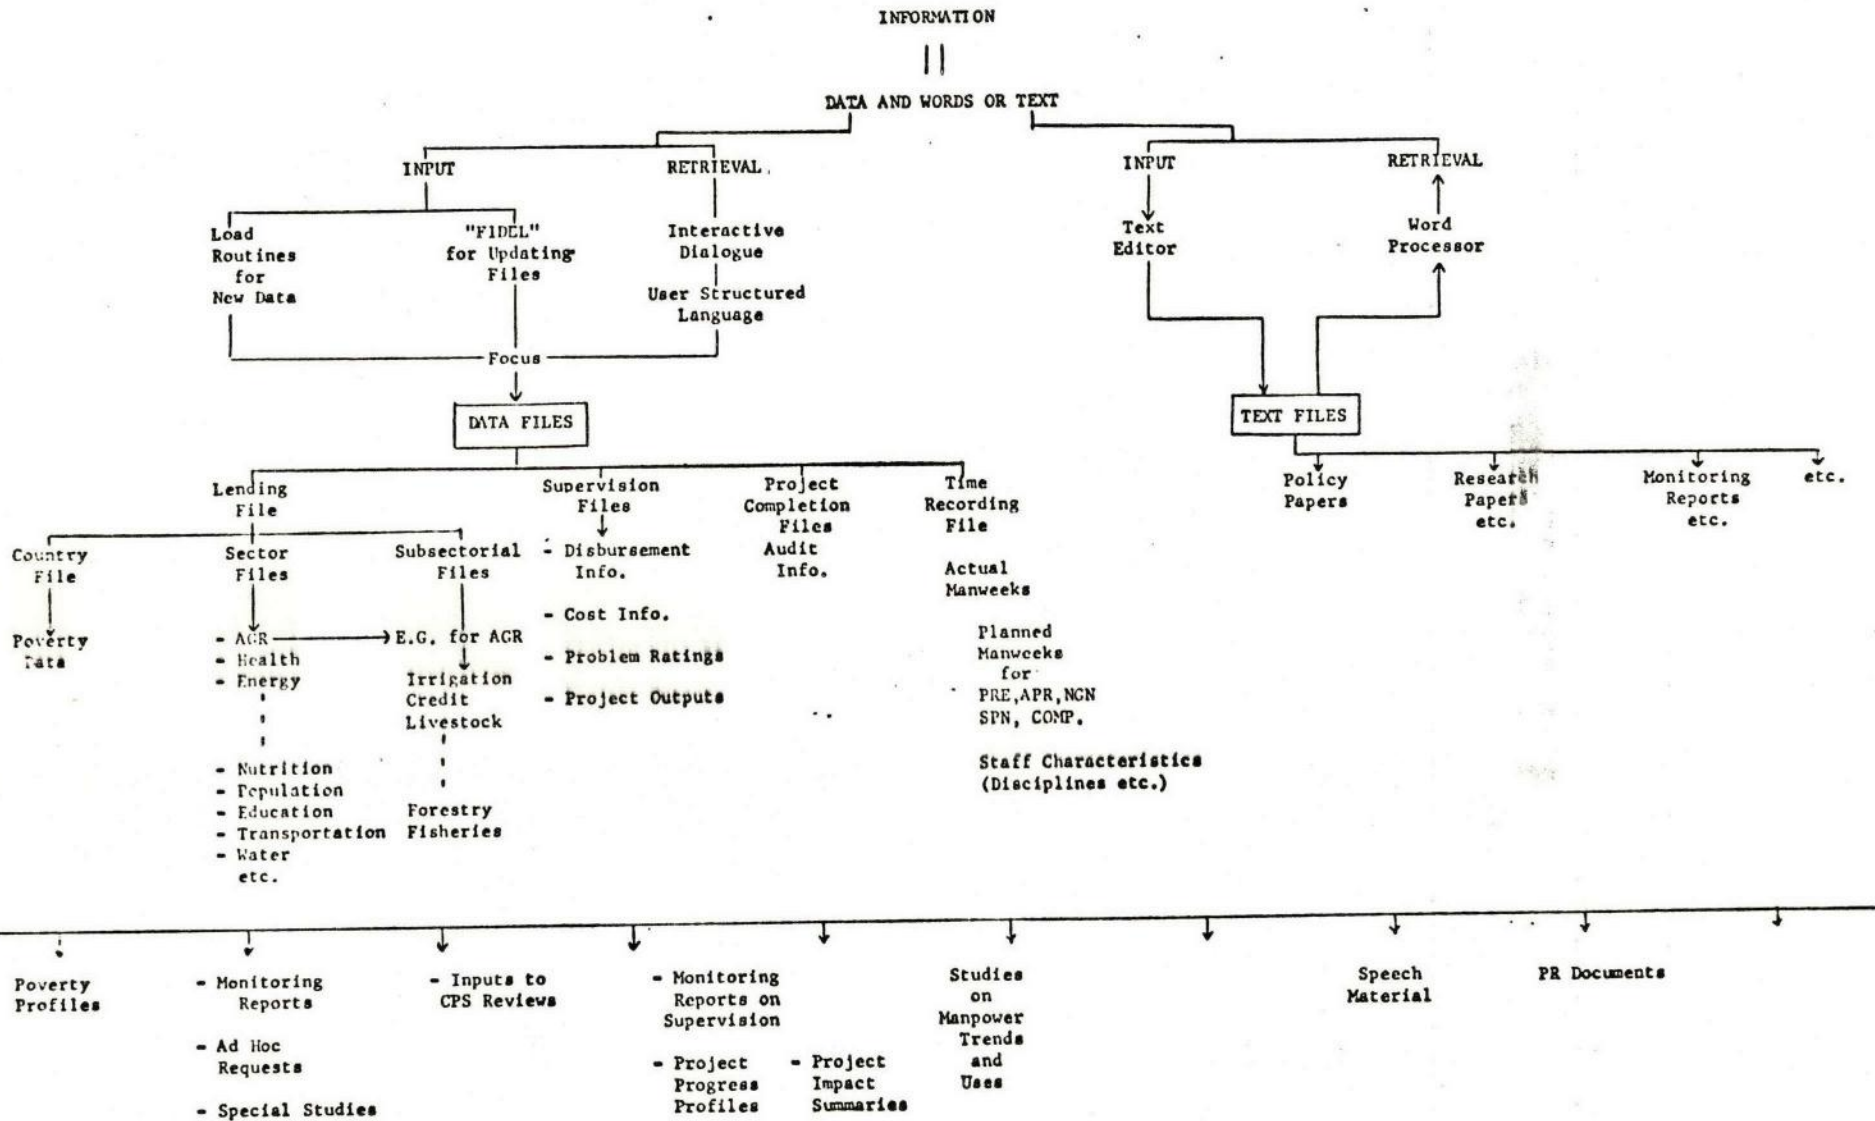 INFORMATION
||
DATA AND WORDS OR TEXT
INPUT
RETRIEVAL
INPUT
RETRIEVAL
Load
Routines
for
New Data
"FIDEL"
for Updating
Files
Interactive
Dialogue
User Structured
Language
Text
Editor
Word
Processor
Focus
DATA FILES
TEXT FILES
Lending
File
Supervision
Files
Project
Completion
Files
Audit
Info.
Time
Recording
File
Actual
Manweeks
Planned
Manweeks
for
PRE,APR,NGN
SPN, COMP.
Staff Characteristics
(Disciplines etc.)
Policy
Papers
Research
Papers
etc.
Monitoring
Reports
etc.
etc.
Country
File
Poverty
Data
Sector
Files
- AGR
- Health
- Energy
- Nutrition
- Population
- Education
- Transportation
- Water
etc.
Subsectorial
Files
E.G. for AGR
Irrigation
Credit
Livestock
Forestry
Fisheries
- Disbursement
Info.
- Cost Info.
- Problem Ratings
- Project Outputs
Poverty
Profiles
- Monitoring
Reports
- Ad Hoc
Requests
- Special Studies
- Inputs to
CPS Reviews
- Monitoring
Reports on
Supervision
- Project
Progress
Profiles
- Project
Impact
Summaries
Studies
on
Manpower
Trends
and
Uses
Speech
Material
PR Documents